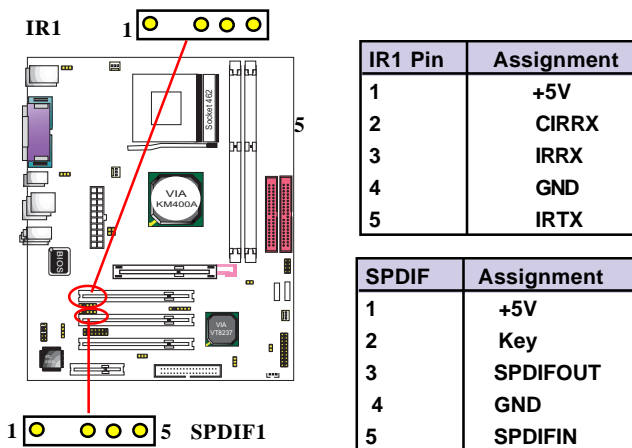 IR1
1
5
Socket 462
VIA
KM400A
BIOS
VIA
VT8237
1
5 SPDIF1
IR1 Pin Assignment
1 +5V
2 CIRRX
3 IRRX
4 GND
5 IRTX
SPDIF Assignment
1 +5V
2 Key
3 SPDIFOUT
4 GND
5 SPDIFIN